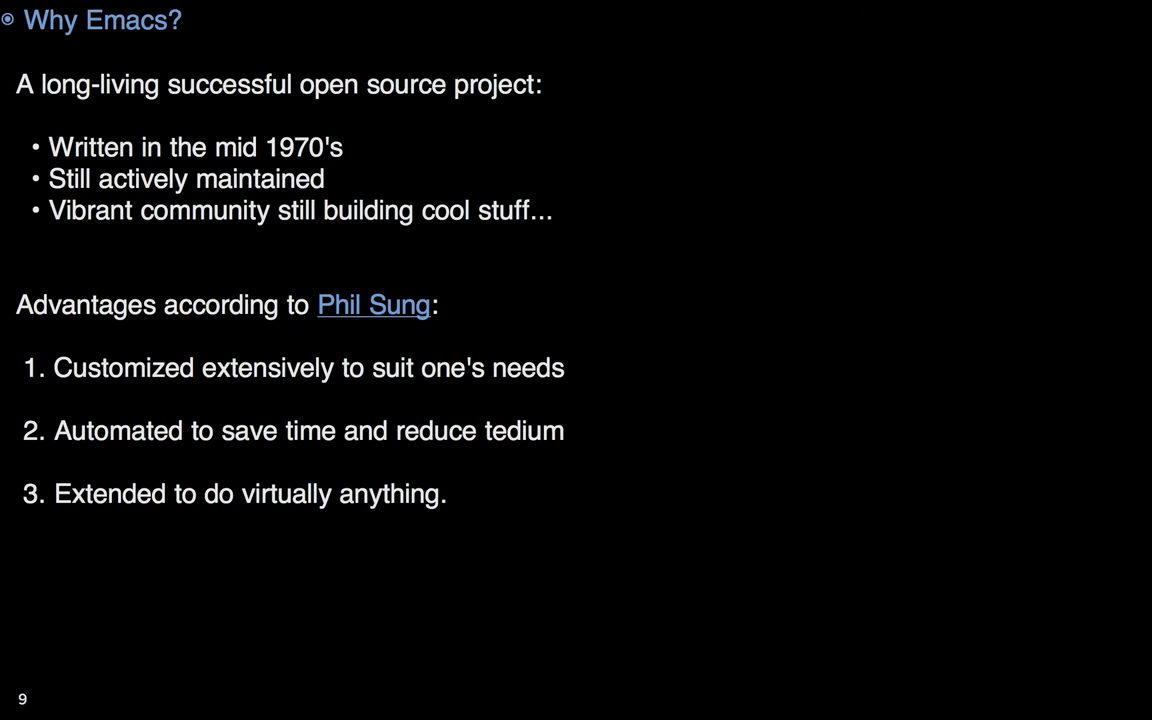 Why Emacs?
A long-living successful open source project:
• Written in the mid 1970's
• Still actively maintained
• Vibrant community still building cool stuff...
Advantages according to Phil Sung:
1. Customized extensively to suit one's needs
2. Automated to save time and reduce tedium
3. Extended to do virtually anything.
9